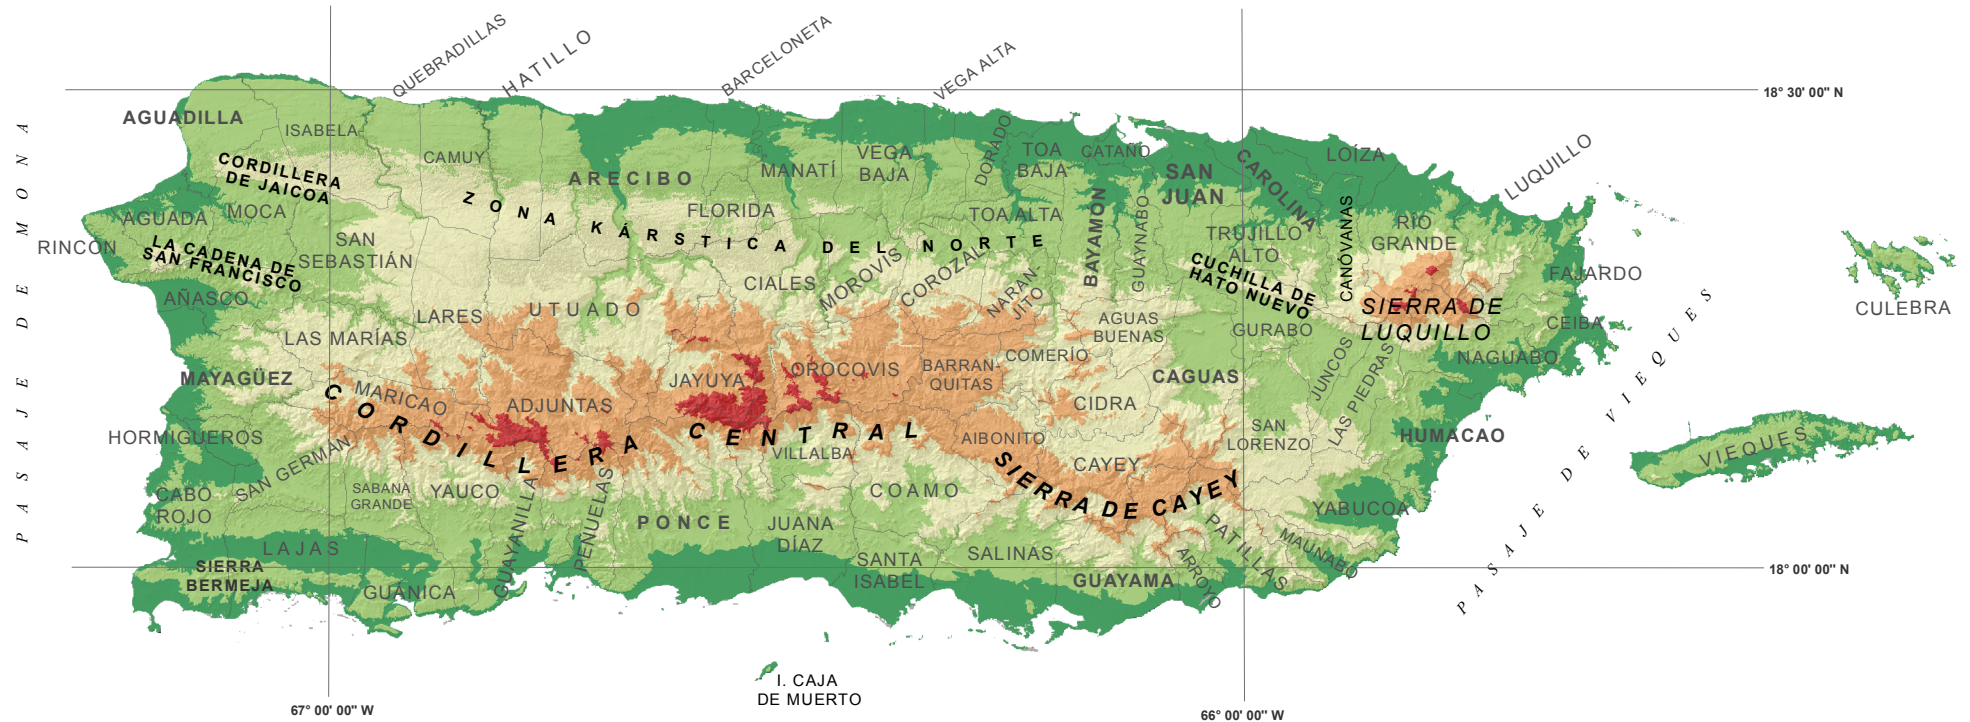 QUEBRADILLAS
HATILLO
BARCELONETA
VEGA ALTA
18° 30' 00" N
AGUADILLA
ISABELA
CAMUY
ARECIBO
MANATÍ
VEGA
BAJA
DORADO
TOA
BAJA
CATAÑO
SAN
JUAN
CAROLINA
LOÍZA
LUQUILLO
CORDILLERA
DE JAICOA
ZONA KÁRSTICA DEL NORTE
FLORIDA
TOA ALTA
BAYAMÓN
GUAYNABO
TRUJILLO
ALTO
CANÓVANAS
RÍO
GRANDE
AGUADA
MOCA
RINCÓN
LA CADENA DE
SAN FRANCISCO
SAN
SEBASTIÁN
CIALES
MOROVIS
COROZAL
NARAN-
JITO
CUCHILLA DE
HATO NUEVO
FAJARDO
CULEBRA
AÑASCO
LARES
UTUADO
AGUAS
BUENAS
GURABO
SIERRA DE
LUQUILLO
CEIBA
LAS MARÍAS
NAGUABO
MAYAGÜEZ
MARICAO
ADJUNTAS
JAYUYA
OROCOVIS
BARRAN-
QUITAS
COMERÍO
CIDRA
CAGUAS
JUNCOS
LAS PIEDRAS
CORDILLERA CENTRAL
HORMIGUEROS
SAN GERMÁN
VILLALBA
AIBONITO
CAYEY
SAN
LORENZO
HUMACAO
VIEQUES
SIERRA DE CAYEY
CABO
ROJO
SABANA
GRANDE
YAUCO
GUAYANILLA
PEÑUELAS
PONCE
JUANA
DÍAZ
COAMO
YABUCOA
LAJAS
SIERRA
BERMEJA
GUÁNICA
SANTA
ISABEL
SALINAS
GUAYAMA
ARROYO
PATILLAS
MAUNABO
18° 00' 00" N
PASAJE DE MONA
PASAJE DE VIEQUES
I. CAJA
DE MUERTO
67° 00' 00" W
66° 00' 00" W